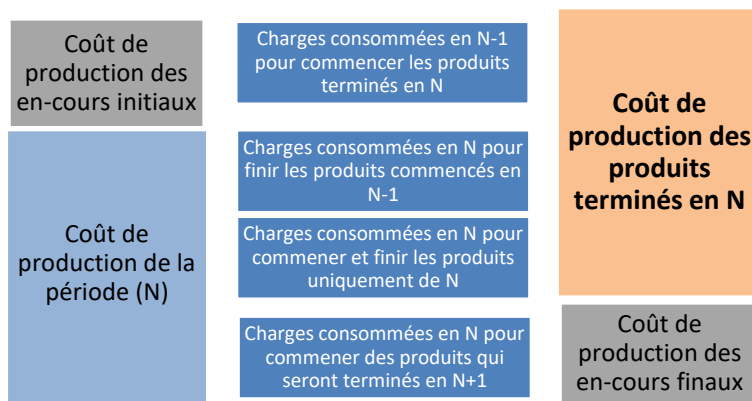 Coût de
production des
en-cours initiaux
Coût de
production de la
période (N)
Charges consommées en N-1
pour commencer les produits
terminés en N
Charges consommées en N pour
finir les produits commencés en
N-1
Charges consommées en N pour
commener et finir les produits
uniquement de N
Charges consommées en N pour
commener des produits qui
seront terminés en N+1
Coût de
production des
produits
terminés en N
Coût de
production des
en-cours finaux